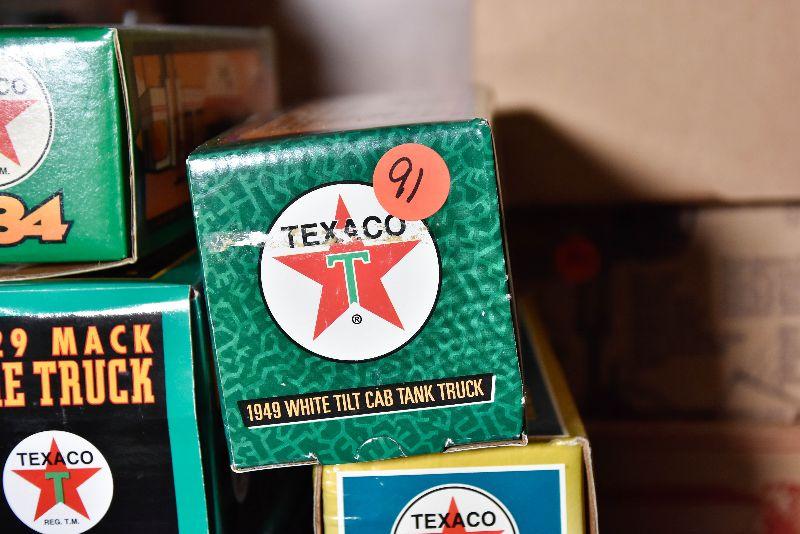 CO
M.
34
91
TEXACO
T
®
1949 WHITE TILT CAB TANK TRUCK
29 MACK
E TRUCK
TEXACO
T
REG. T.M.
TEXACO